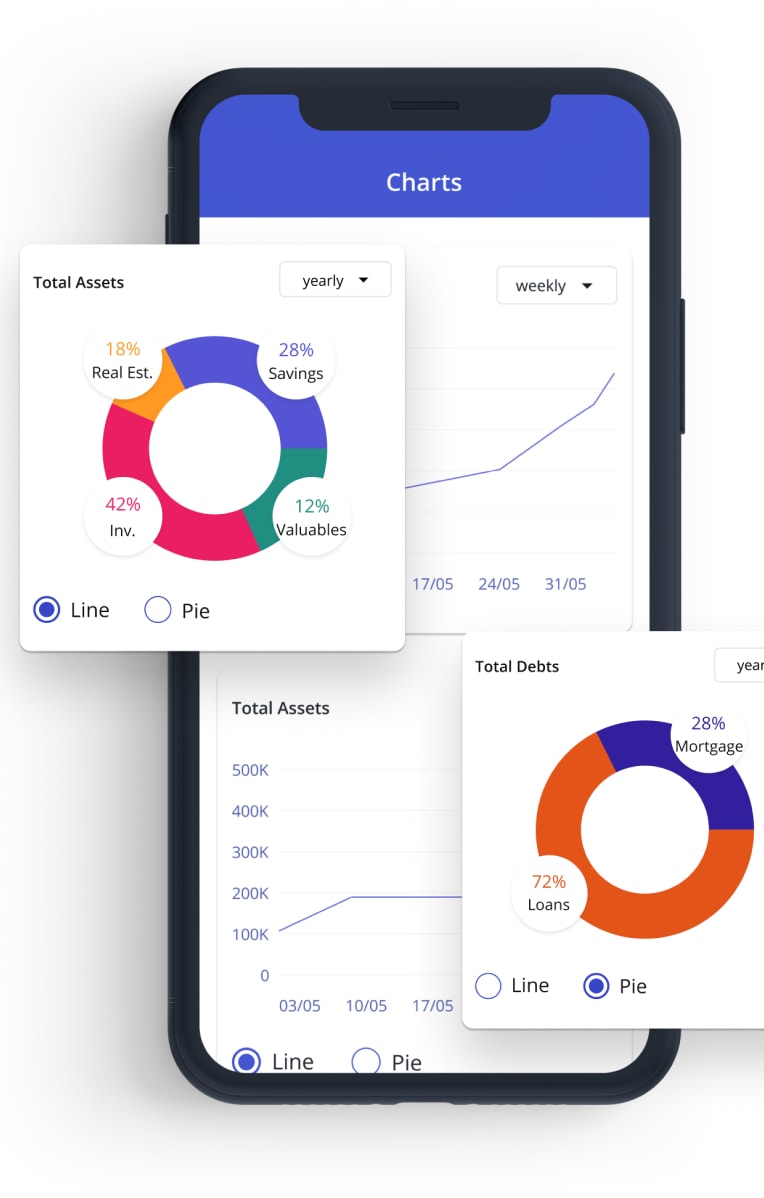 Charts
Total Assets
yearly
weekly
18%
Real Est.
28%
Savings
42%
Inv.
12%
Valuables
17/05 24/05 31/05
Line
Pie
Total Assets
500K
400K
300K
200K
100K
0
03/05 10/05 17/05
Line
Pie
Total Debts
28%
Mortgage
72%
Loans
Line
Pie